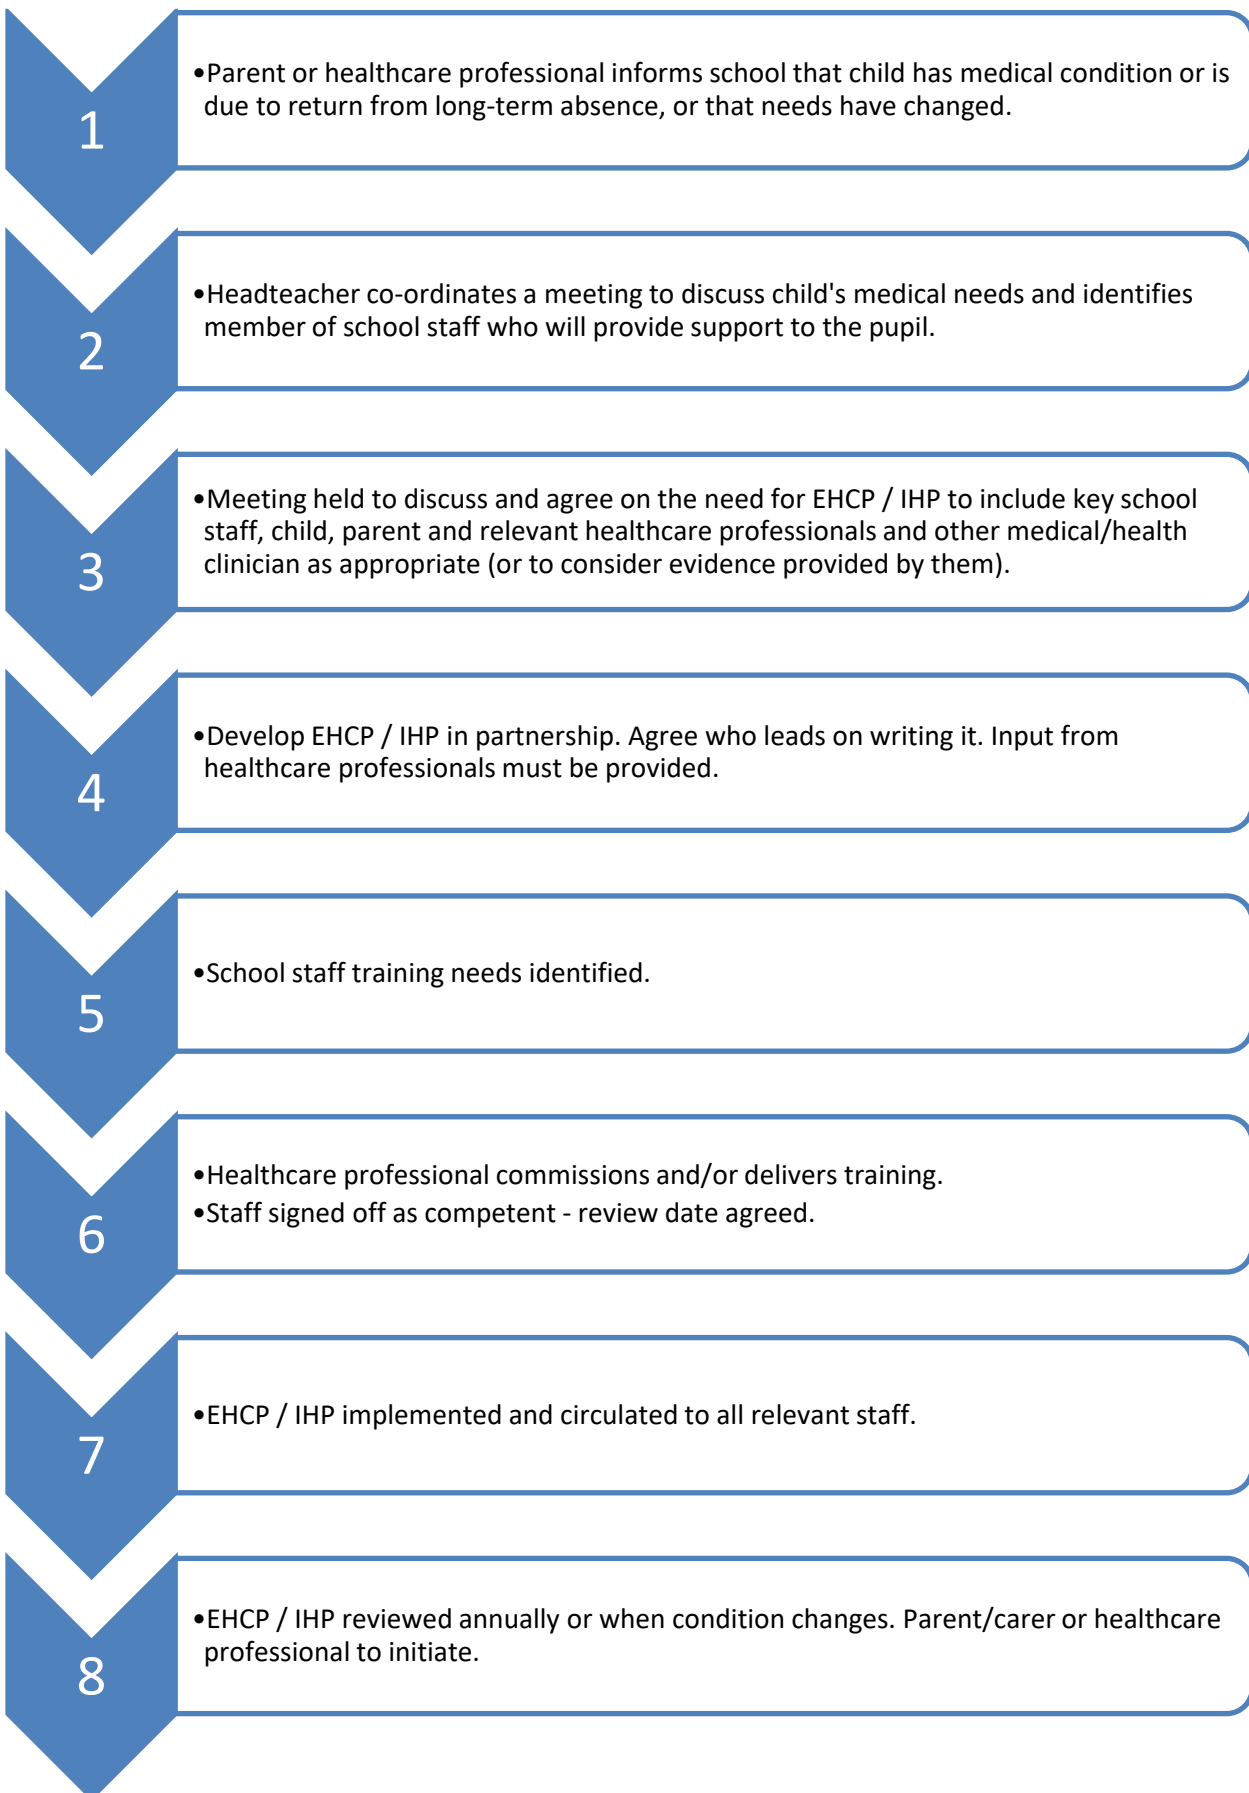 1
•Parent or healthcare professional informs school that child has medical condition or is
due to return from long-term absence, or that needs have changed.
2
•Headteacher co-ordinates a meeting to discuss child's medical needs and identifies
member of school staff who will provide support to the pupil.
3
•Meeting held to discuss and agree on the need for EHCP / IHP to include key school
staff, child, parent and relevant healthcare professionals and other medical/health
clinician as appropriate (or to consider evidence provided by them).
4
•Develop EHCP / IHP in partnership. Agree who leads on writing it. Input from
healthcare professionals must be provided.
5
•School staff training needs identified.
6
•Healthcare professional commissions and/or delivers training.
•Staff signed off as competent - review date agreed.
7
•EHCP / IHP implemented and circulated to all relevant staff.
8
•EHCP / IHP reviewed annually or when condition changes. Parent/carer or healthcare
professional to initiate.